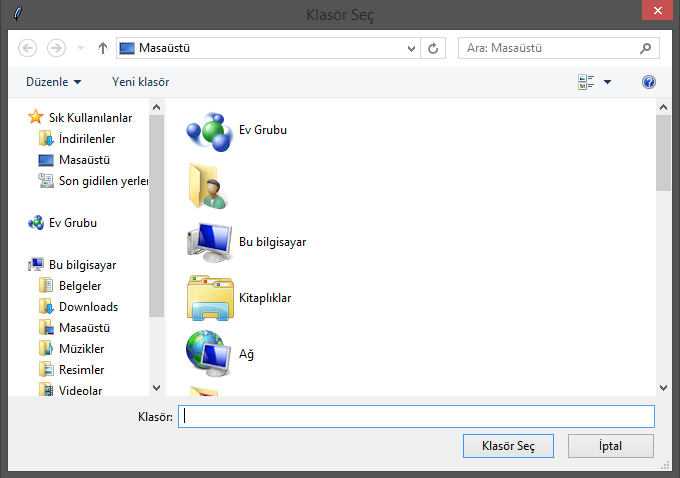 Klasör Seç
Masaüstü
Ara: Masaüstü
Düzenle
Yeni klasör
Sık Kullanılanlar
İndirilenler
Masaüstü
Son gidilen yerler
Ev Grubu
Bu bilgisayar
Belgeler
Downloads
Masaüstü
Müzikler
Resimler
Videolar
Ev Grubu
Bu bilgisayar
Kitaplıklar
Ağ
Klasör:
Klasör Seç
İptal